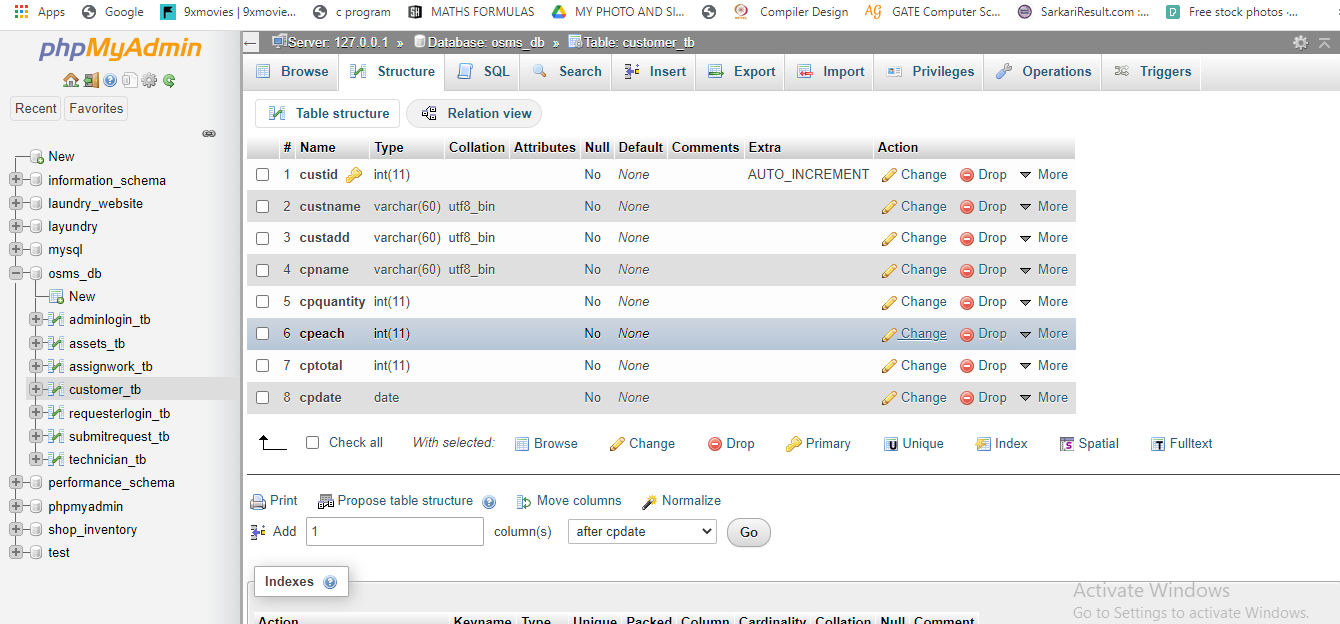 Apps Google 9xmovies | 9xmovie... c program MATHS FORMULAS MY PHOTO AND SI... Compiler Design GATE Computer Sc... SarkariResult.com :... Free stock photos ·...
phpMyAdmin
Recent Favorites
New
information_schema
laundry_website
layundry
mysql
osms_db
New
adminlogin_tb
assets_tb
assignwork_tb
customer_tb
requesterlogin_tb
submitrequest_tb
technician_tb
performance_schema
phpmyadmin
shop_inventory
test
Server: 127.0.0.1 » Database: osms_db » Table: customer_tb
Browse Structure SQL Search Insert Export Import Privileges Operations Triggers
Table structure Relation view
# Name Type Collation Attributes Null Default Comments Extra Action
1 custid int(11) No None AUTO_INCREMENT Change Drop More
2 custname varchar(60) utf8_bin No None Change Drop More
3 custadd varchar(60) utf8_bin No None Change Drop More
4 cpname varchar(60) utf8_bin No None Change Drop More
5 cpquantity int(11) No None Change Drop More
6 cpeach int(11) No None Change Drop More
7 cptotal int(11) No None Change Drop More
8 cpdate date No None Change Drop More
Check all With selected: Browse Change Drop Primary Unique Index Spatial Fulltext
Print Propose table structure Move columns Normalize
Add 1 column(s) after cpdate Go
Indexes
Action Keyname Type Unique Packed Column Cardinality Collation Null Comment
Activate Windows
Go to Settings to activate Windows.